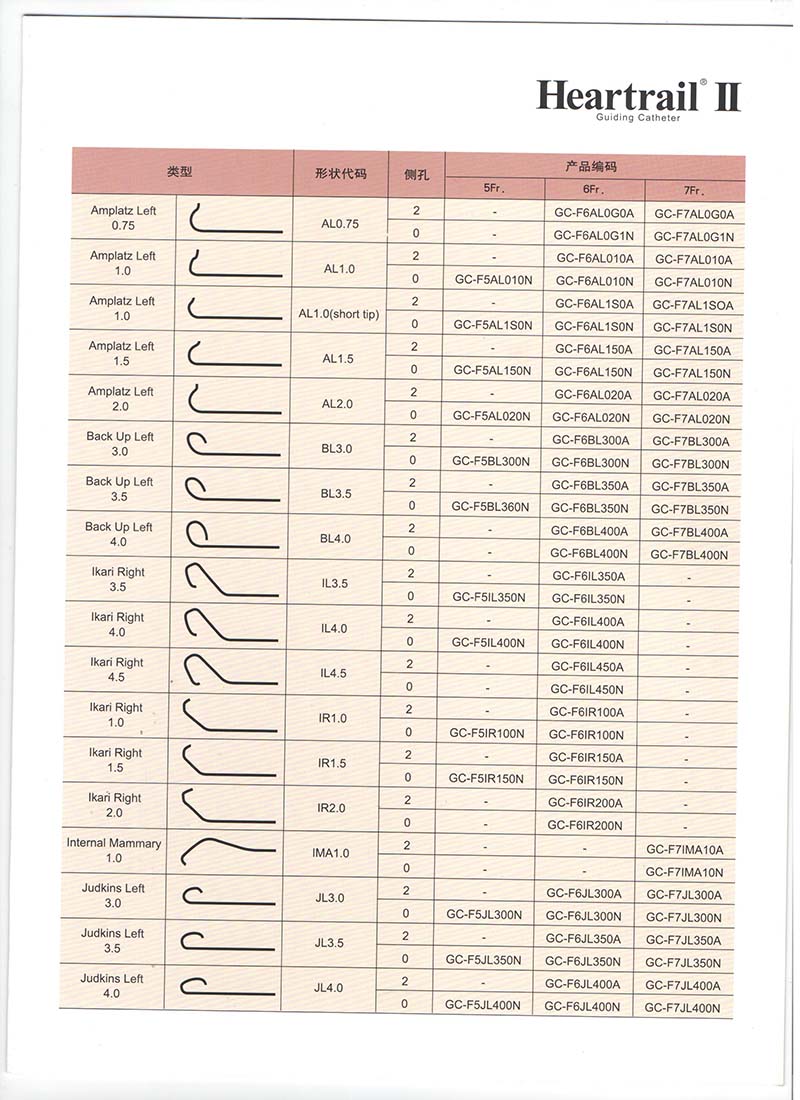 Heartrail® II
Guiding Catheter
类型 形状代码 侧孔 产品编码
5Fr. 6Fr. 7Fr.
Amplatz Left 0.75 AL0.75 2 - GC-F6AL0G0A GC-F7AL0G0A
0 - GC-F6AL0G1N GC-F7AL0G1N
Amplatz Left 1.0 AL1.0 2 - GC-F6AL010A GC-F7AL010A
0 GC-F5AL010N GC-F6AL010N GC-F7AL010N
Amplatz Left 1.0 AL1.0(short tip) 2 - GC-F6AL1S0A GC-F7AL1SOA
0 GC-F5AL1S0N GC-F6AL1S0N GC-F7AL1S0N
Amplatz Left 1.5 AL1.5 2 - GC-F6AL150A GC-F7AL150A
0 GC-F5AL150N GC-F6AL150N GC-F7AL150N
Amplatz Left 2.0 AL2.0 2 - GC-F6AL020A GC-F7AL020A
0 GC-F5AL020N GC-F6AL020N GC-F7AL020N
Back Up Left 3.0 BL3.0 2 - GC-F6BL300A GC-F7BL300A
0 GC-F5BL300N GC-F6BL300N GC-F7BL300N
Back Up Left 3.5 BL3.5 2 - GC-F6BL350A GC-F7BL350A
0 GC-F5BL360N GC-F6BL350N GC-F7BL350N
Back Up Left 4.0 BL4.0 2 - GC-F6BL400A GC-F7BL400A
0 - GC-F6BL400N GC-F7BL400N
Ikari Right 3.5 IL3.5 2 - GC-F6IL350A -
0 GC-F5IL350N GC-F6IL350N -
Ikari Right 4.0 IL4.0 2 - GC-F6IL400A -
0 GC-F5IL400N GC-F6IL400N -
Ikari Right 4.5 IL4.5 2 - GC-F6IL450A -
0 - GC-F6IL450N -
Ikari Right 1.0 IR1.0 2 - GC-F6IR100A -
0 GC-F5IR100N GC-F6IR100N -
Ikari Right 1.5 IR1.5 2 - GC-F6IR150A -
0 GC-F5IR150N GC-F6IR150N -
Ikari Right 2.0 IR2.0 2 - GC-F6IR200A -
0 - GC-F6IR200N -
Internal Mammary 1.0 IMA1.0 2 - - GC-F7IMA10A
0 - - GC-F7IMA10N
Judkins Left 3.0 JL3.0 2 - GC-F6JL300A GC-F7JL300A
0 GC-F5JL300N GC-F6JL300N GC-F7JL300N
Judkins Left 3.5 JL3.5 2 - GC-F6JL350A GC-F7JL350A
0 GC-F5JL350N GC-F6JL350N GC-F7JL350N
Judkins Left 4.0 JL4.0 2 - GC-F6JL400A GC-F7JL400A
0 GC-F5JL400N GC-F6JL400N GC-F7JL400N